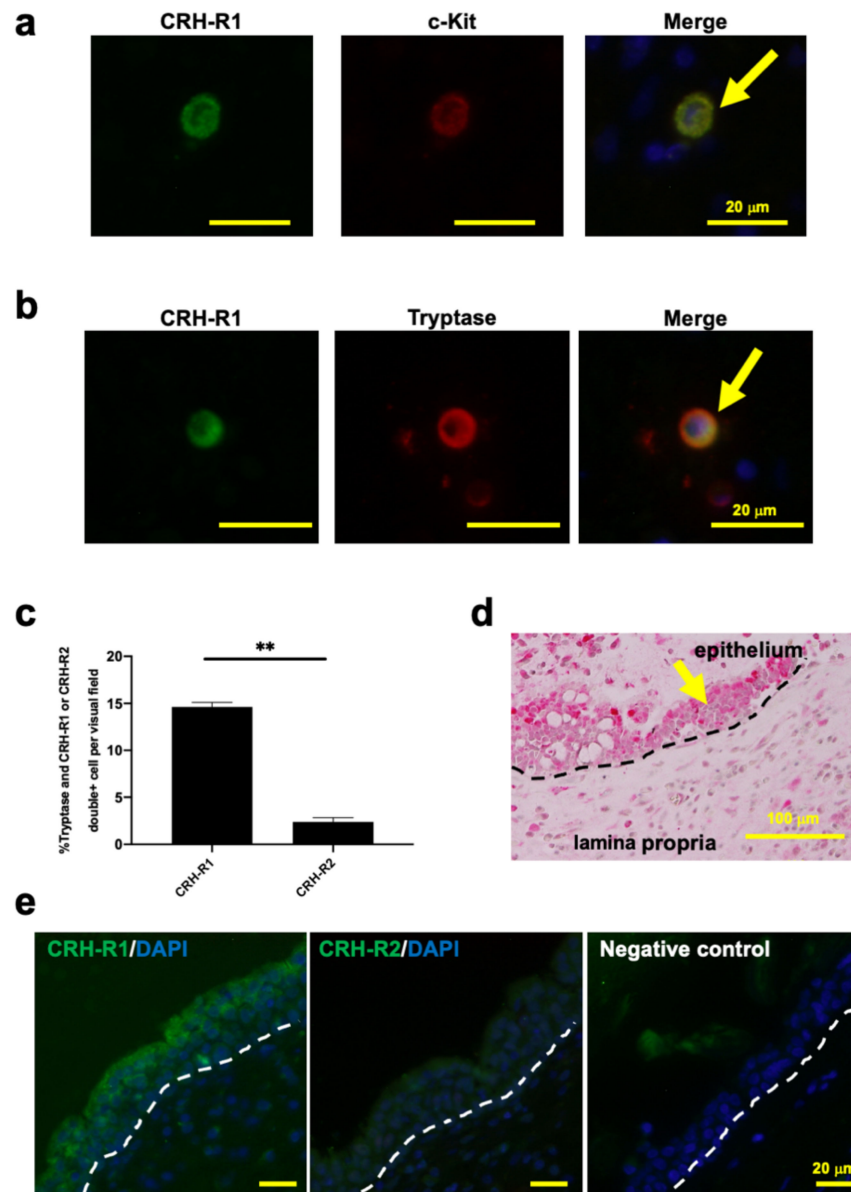 a
CRH-R1
c-Kit
Merge
20 μm
b
CRH-R1
Tryptase
Merge
20 μm
c
%Tryptase and CRH-R1 or CRH-R2
double+ cell per visual field
20
15
10
5
0
**
CRH-R1
CRH-R2
d
epithelium
100 μm
lamina propria
e
CRH-R1/DAPI
CRH-R2/DAPI
Negative control
20 μm